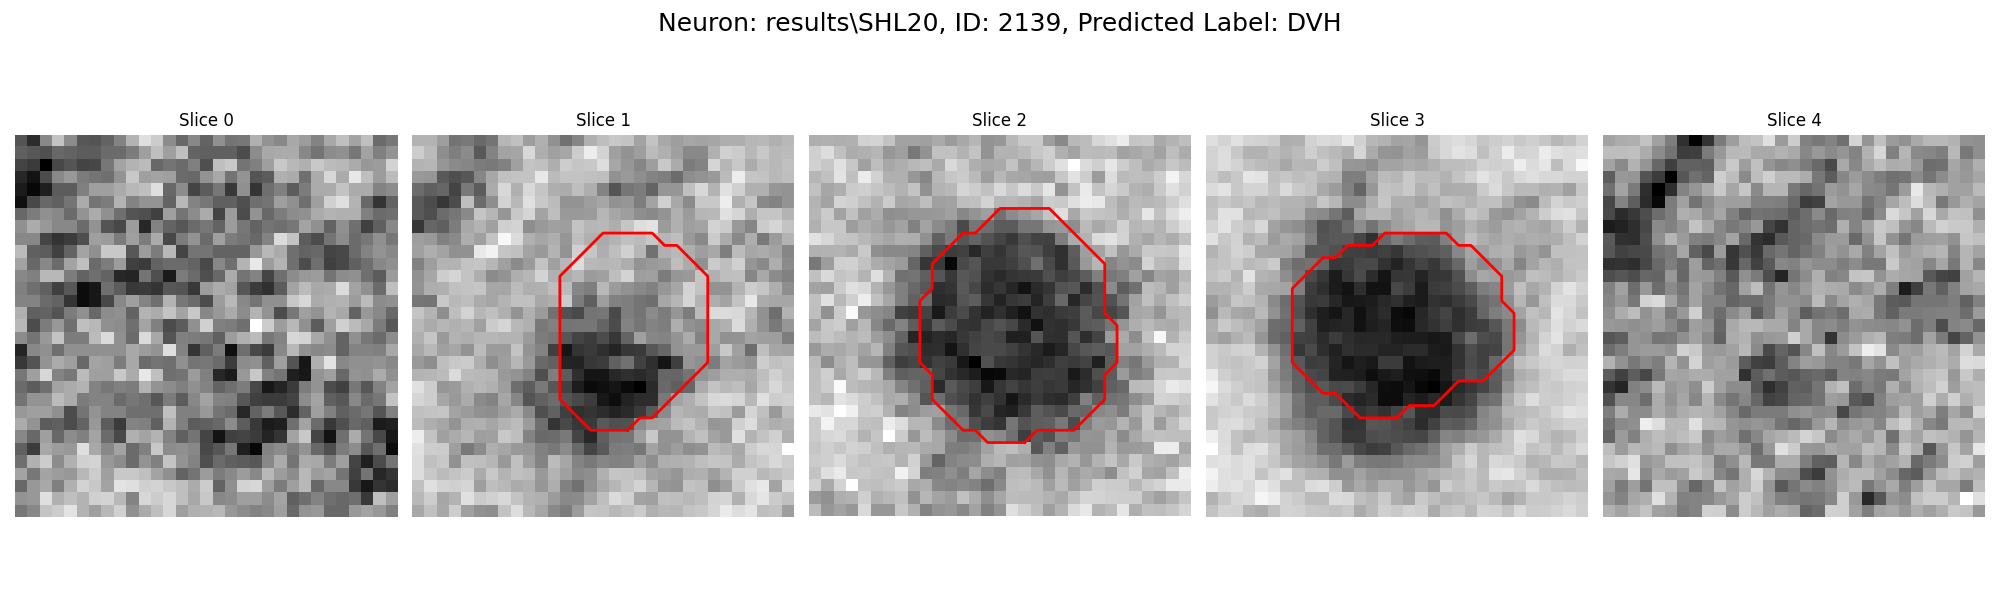 Neuron: results\SHL20, ID: 2139, Predicted Label: DVH
Slice 0
Slice 1
Slice 2
Slice 3
Slice 4